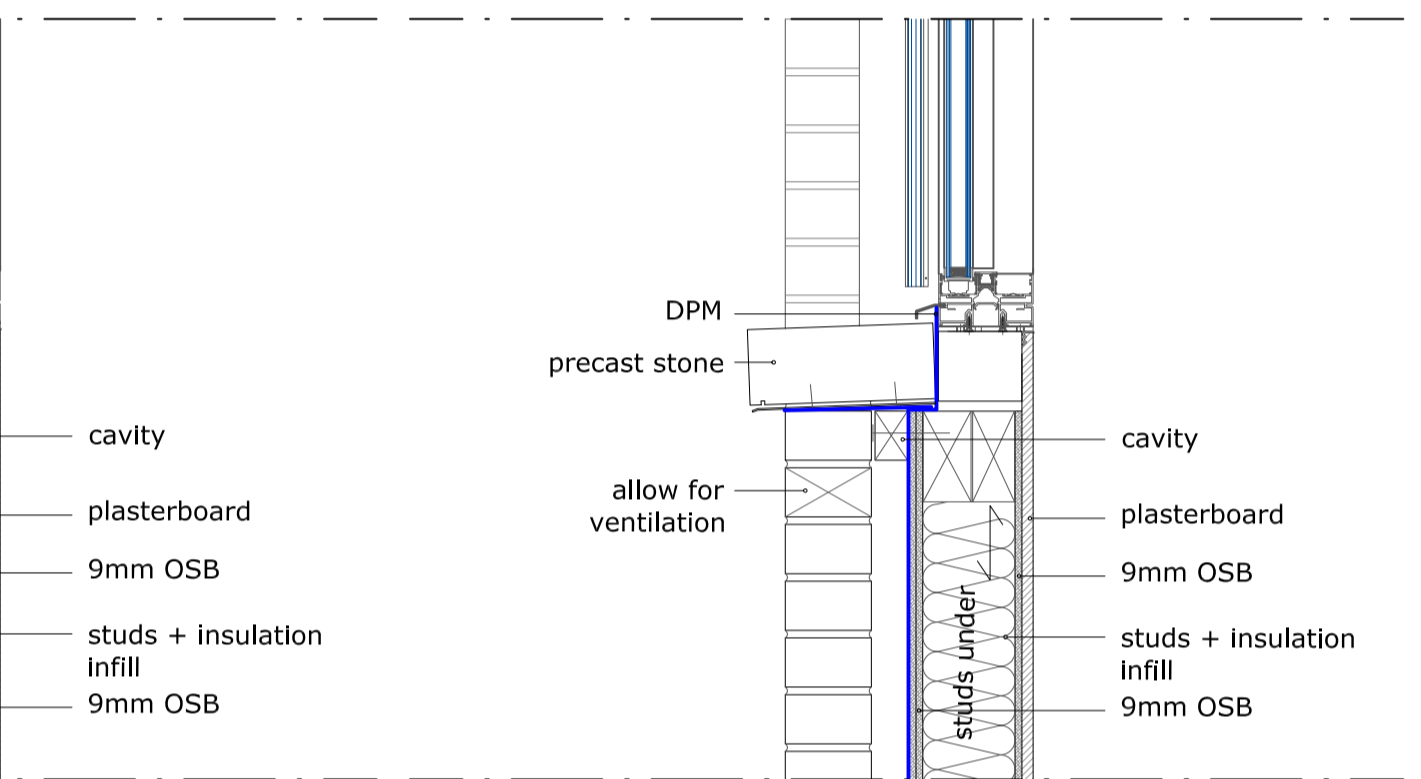 DPM
precast stone
cavity
allow for
ventilation
plasterboard
9mm OSB
studs + insulation
infill
9mm OSB
studs under
cavity
plasterboard
9mm OSB
studs + insulation
infill
9mm OSB